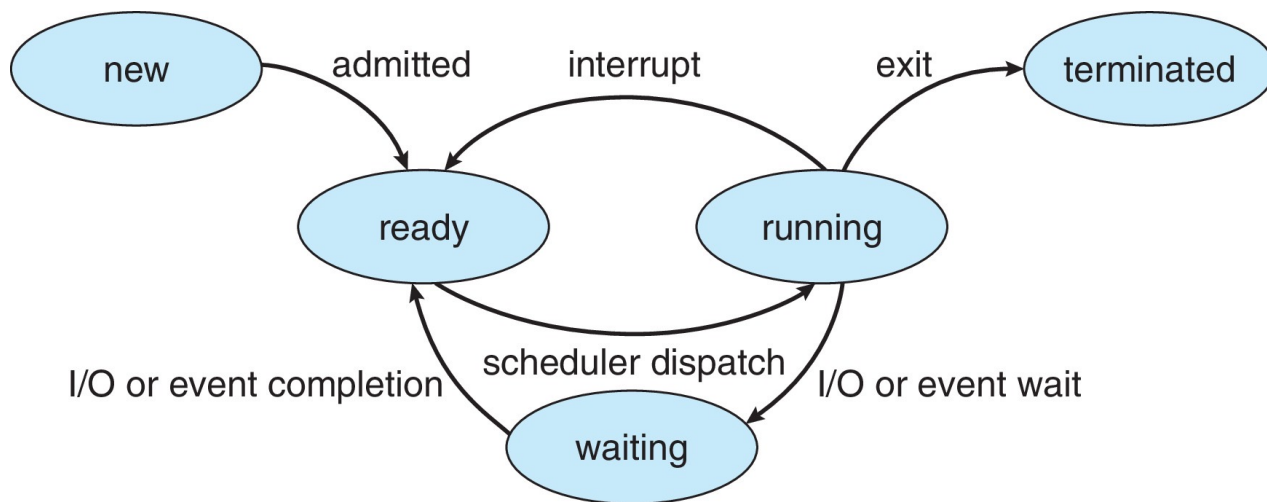 new
admitted
interrupt
exit
terminated
ready
running
scheduler dispatch
I/O or event completion
I/O or event wait
waiting